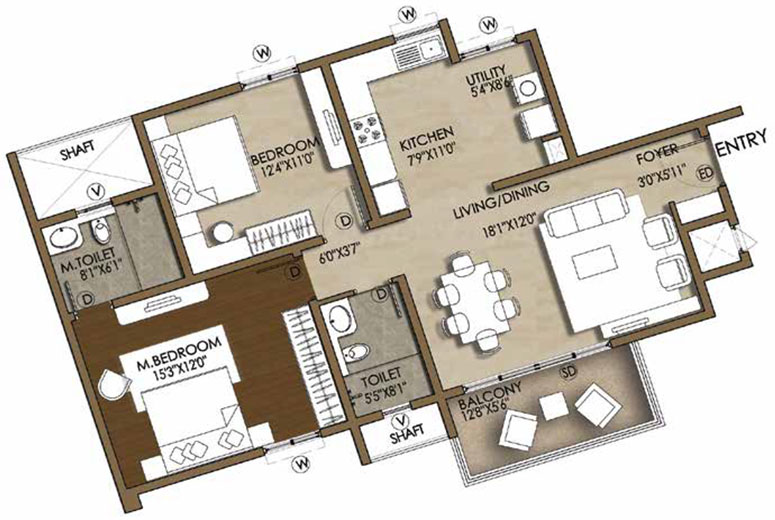 W
W
W
UTILITY
5'4"X8'6"
SHAFT
BEDROOM
12'4"X11'0"
KITCHEN
7'9"X11'0"
FOYER
3'0"X5'11"
ENTRY
ED
V
LIVING/DINING
18'1"X12'0"
D
M.TOILET
8'1"X6'1"
6'0"X3'7"
D
D
D
M.BEDROOM
15'3"X12'0"
TOILET
5'5"X8'1"
SD
BALCONY
12'8"X5'6"
V
SHAFT
W